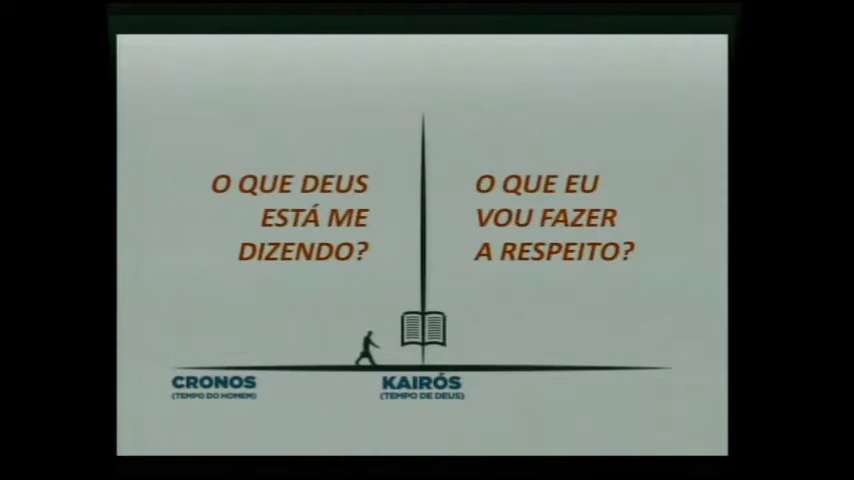 O QUE DEUS
ESTÁ ME
DIZENDO?
O QUE EU
VOU FAZER
A RESPEITO?
CRONOS
(TEMPO DO HOMEM)
KAIRÓS
(TEMPO DE DEUS)